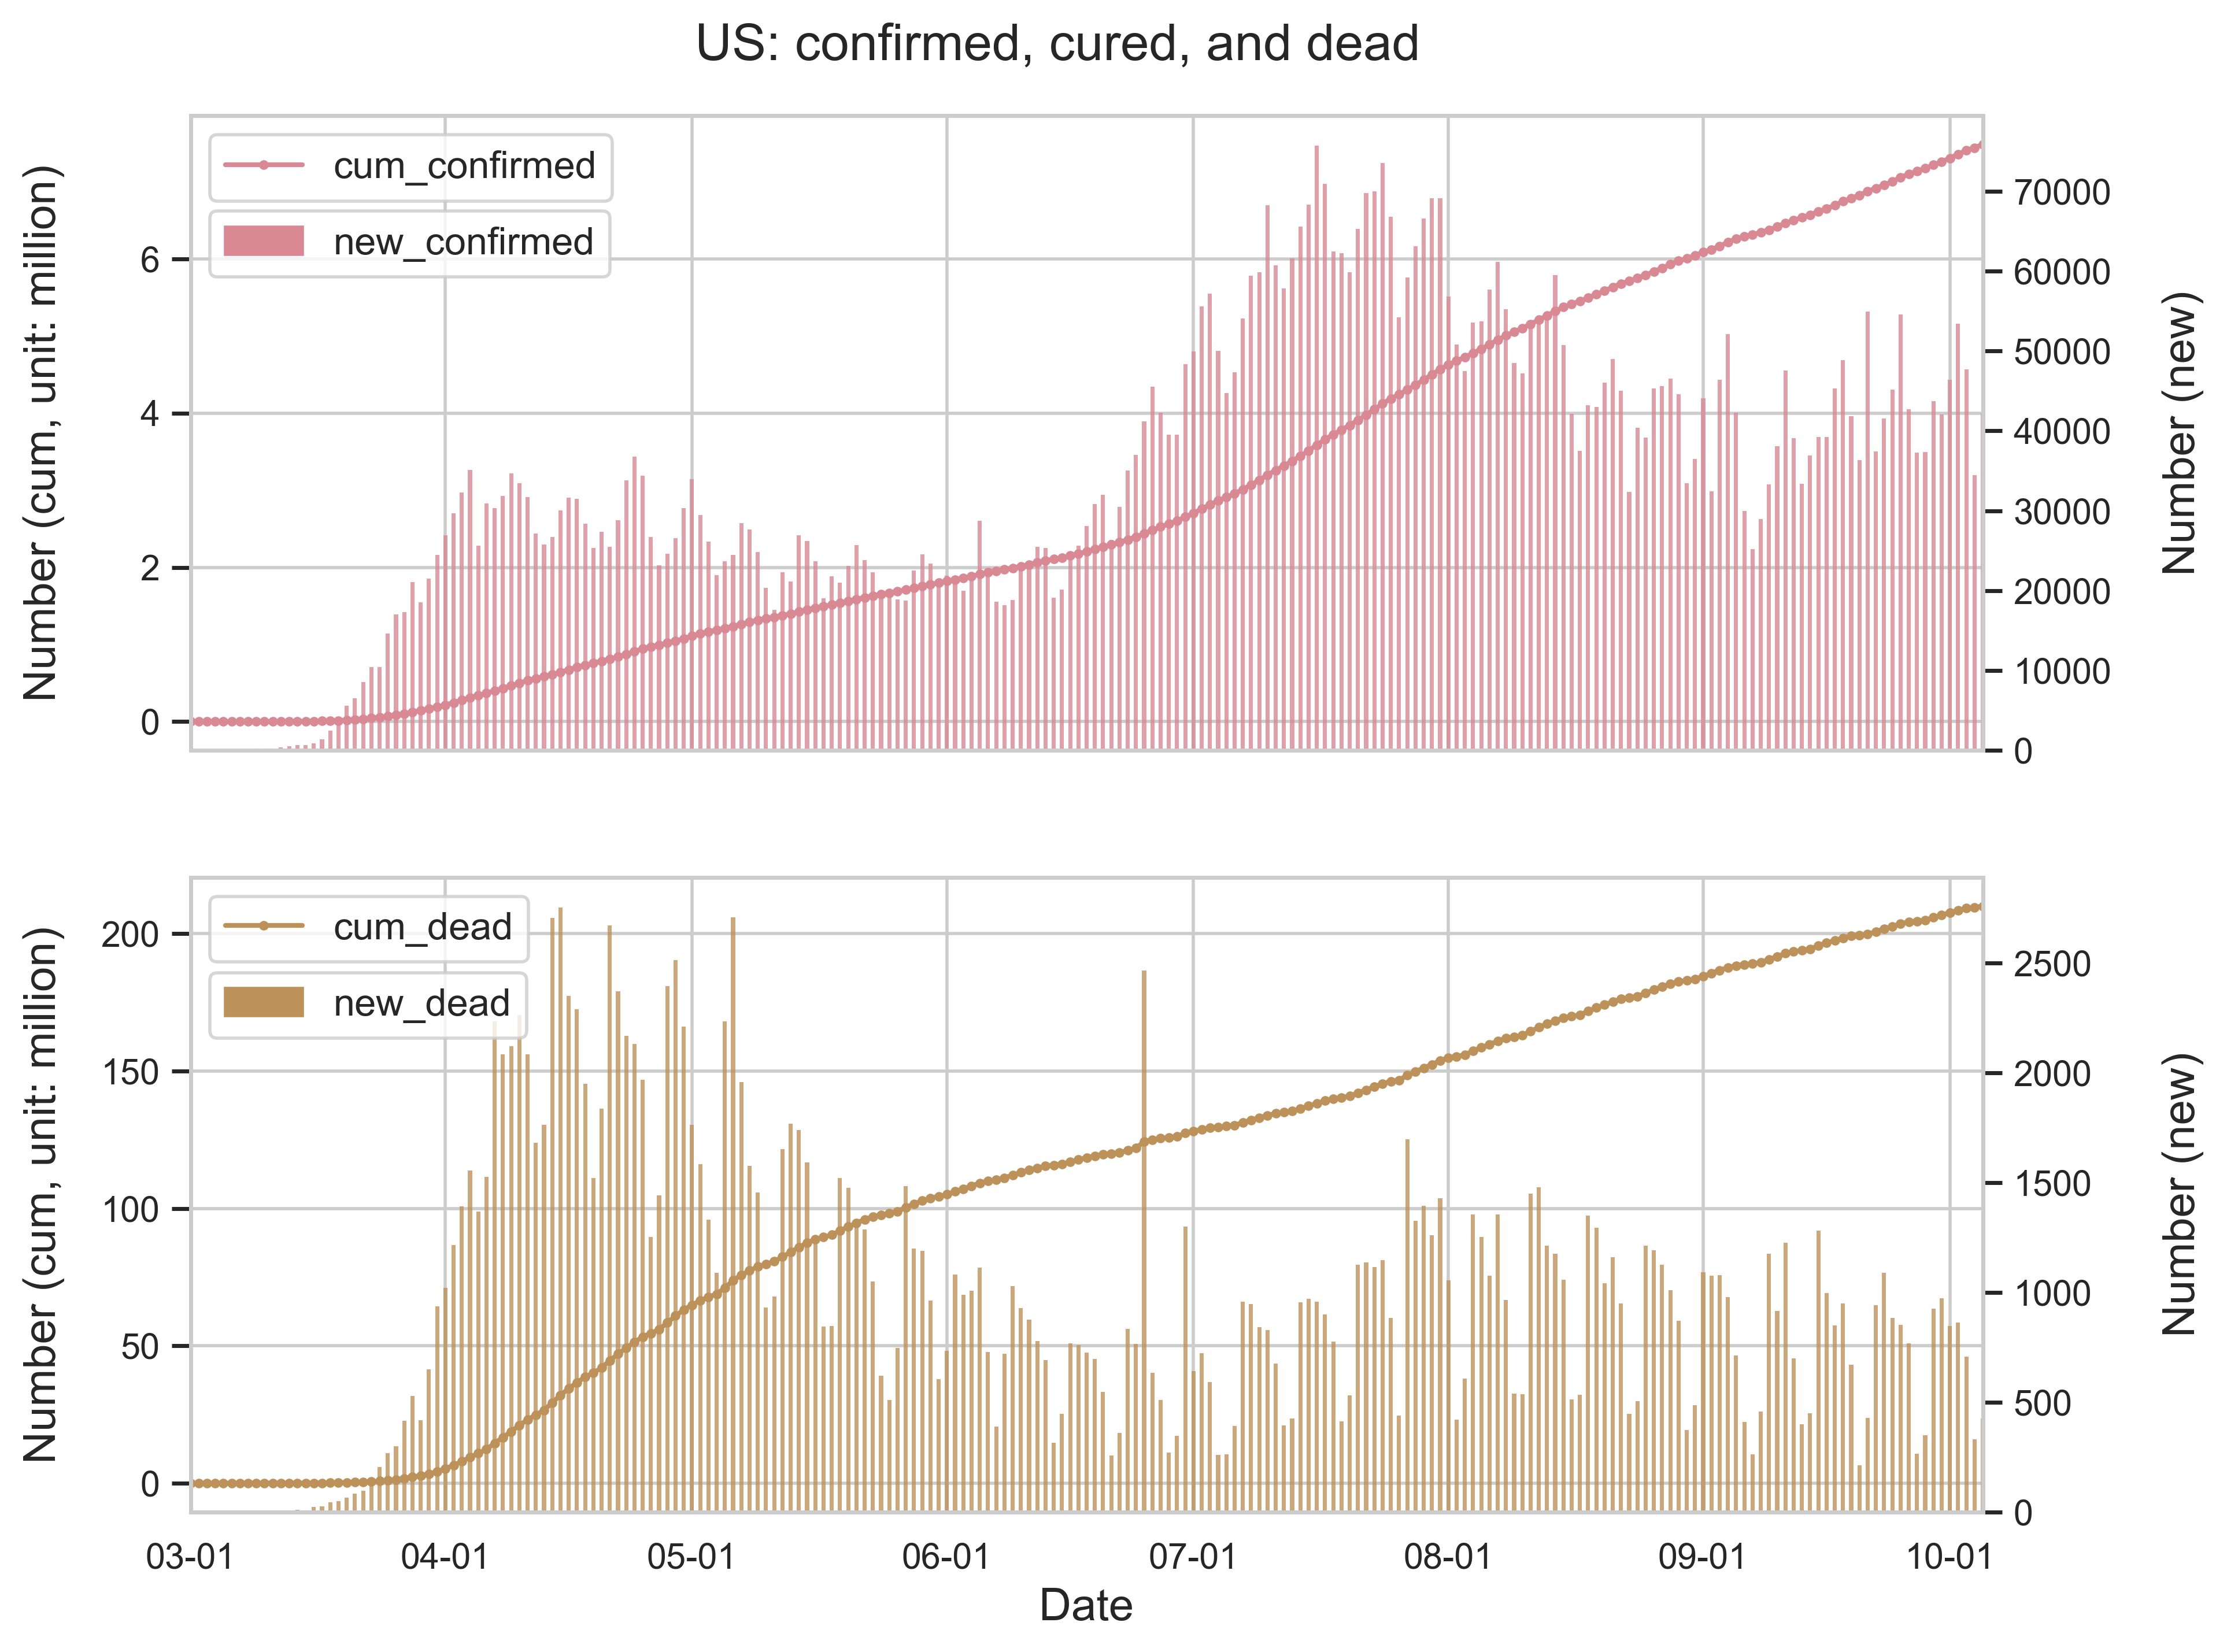 US: confirmed, cured, and dead
cum_confirmed
new_confirmed
Number (cum, unit: million)
6
4
2
0
70000
60000
50000
40000
30000
20000
10000
0
Number (new)
cum_dead
new_dead
Number (cum, unit: million)
200
150
100
50
0
2500
2000
1500
1000
500
0
Number (new)
03-01 04-01 05-01 06-01 07-01 08-01 09-01 10-01
Date